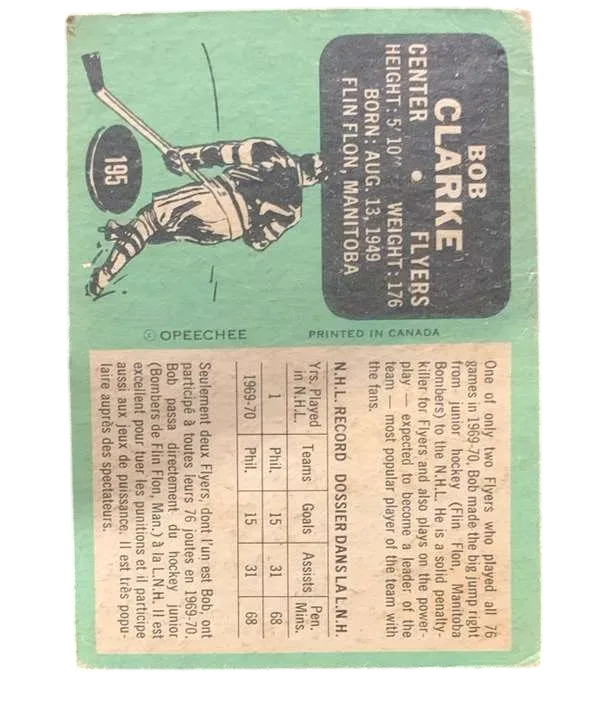 BOB
CLARKE
CENTER • FLYERS
HEIGHT: 5'10" WEIGHT: 176
BORN: AUG. 13, 1949
FLIN FLON, MANITOBA
195
© OPEECHEE
PRINTED IN CANADA
One of only two Flyers who played all 76
games in 1969-70, Bob made the big jump right
from junior hockey (Flin Flon, Manitoba
Bombers) to the N.H.L. He is a solid penalty-
killer for Flyers and also plays on the power-
play — expected to become a leader of the
team — most popular player of the team with
the fans.
N.H.L. RECORD DOSSIER DANS LA L.N.H.
Yrs. Played in N.H.L. Teams Goals Assists Pen. Mins.
1 Phil. 15 31 68
1969-70 Phil. 15 31 68
Seulement deux Flyers, dont l'un est Bob, ont
participé à toutes leurs 76 joutes en 1969-70.
Bob passa directement du hockey junior
(Bombers de Flin Flon, Man.) à la L.N.H. Il est
excellent pour tuer les punitions et il participe
aussi aux jeux de puissance. Il est très popu-
laire auprès des spectateurs.